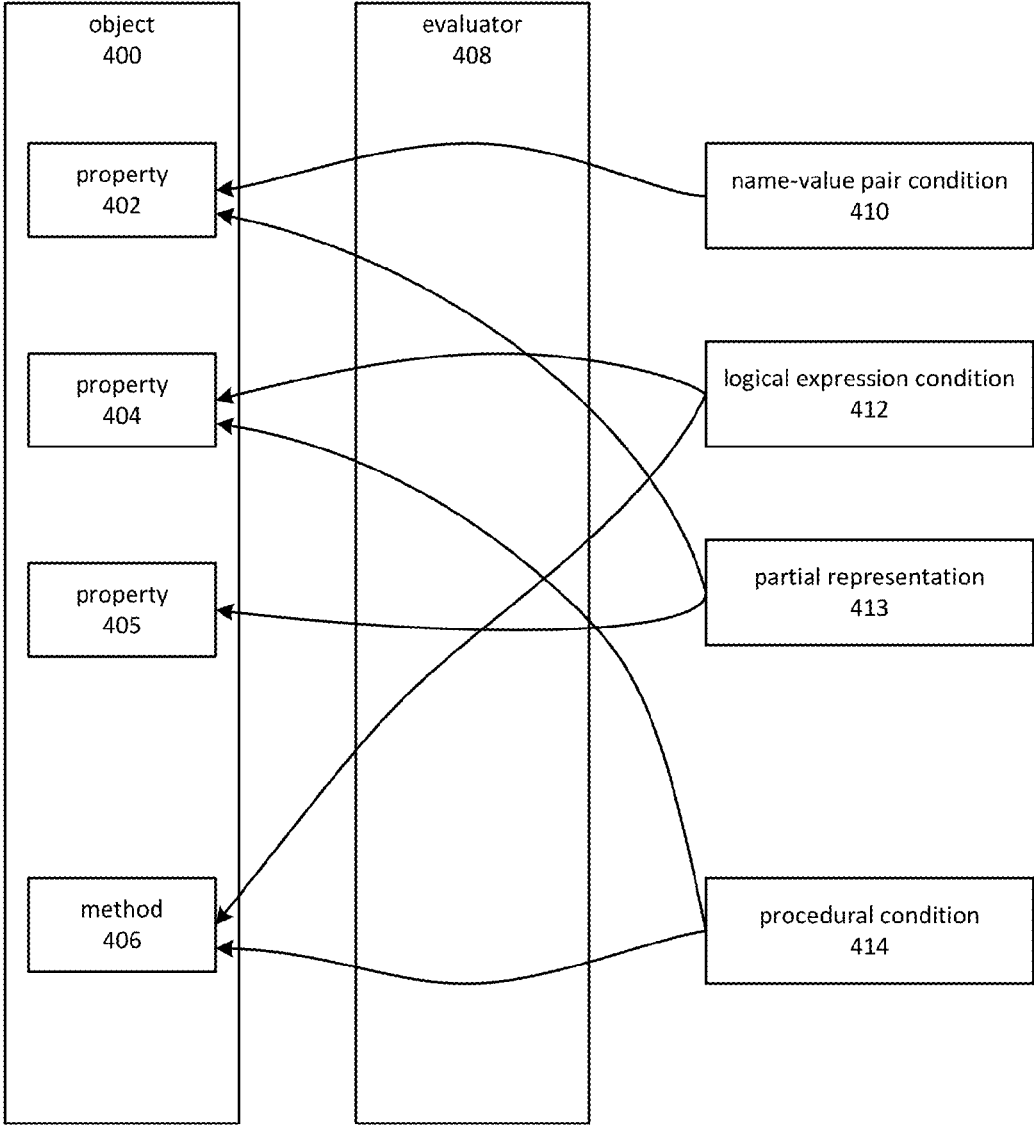 object
400
evaluator
408
property
402
name-value pair condition
410
property
404
logical expression condition
412
property
405
partial representation
413
method
406
procedural condition
414